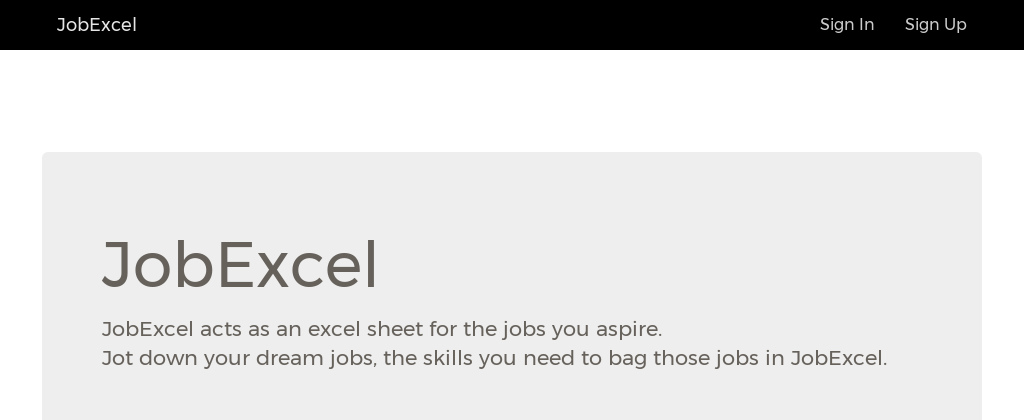 JobExcel
Sign In
Sign Up
JobExcel
JobExcel acts as an excel sheet for the jobs you aspire.
Jot down your dream jobs, the skills you need to bag those jobs in JobExcel.